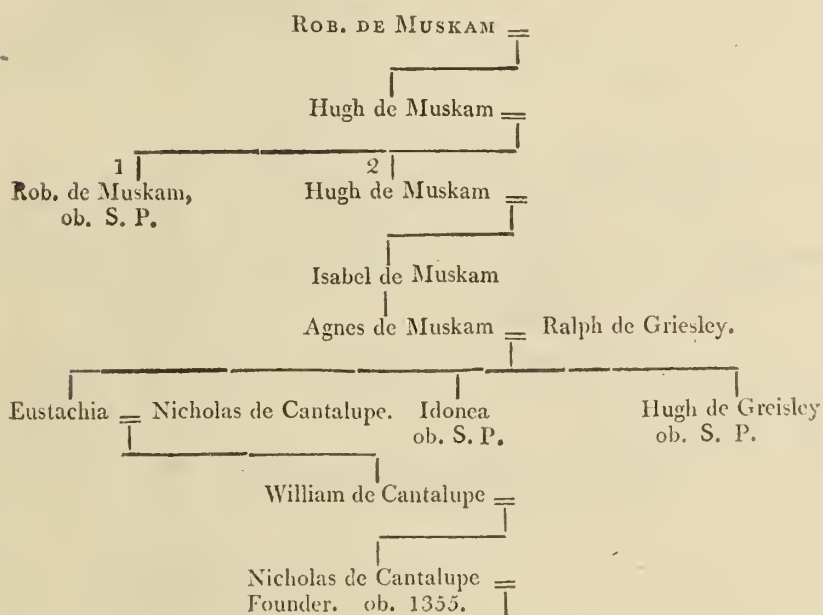 ROB. DE MUSKAM
Hugh de Muskam
1 2
Rob. de Muskam, Hugh de Muskam
ob. S. P.
Isabel de Muskam
Agnes de Muskam = Ralph de Griesley.
Eustachia = Nicholas de Cantalupe. Idonea Hugh de Greisley
ob. S. P. ob. S. P.
William de Cantalupe
Nicholas de Cantalupe
Founder. ob. 1355.